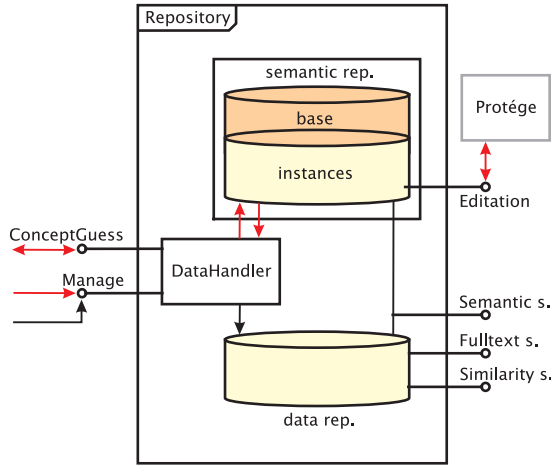 Repository
semantic rep.
base
instances
Protége
Editation
ConceptGuess
DataHandler
Manage
Semantic s.
Fulltext s.
Similarity s.
data rep.